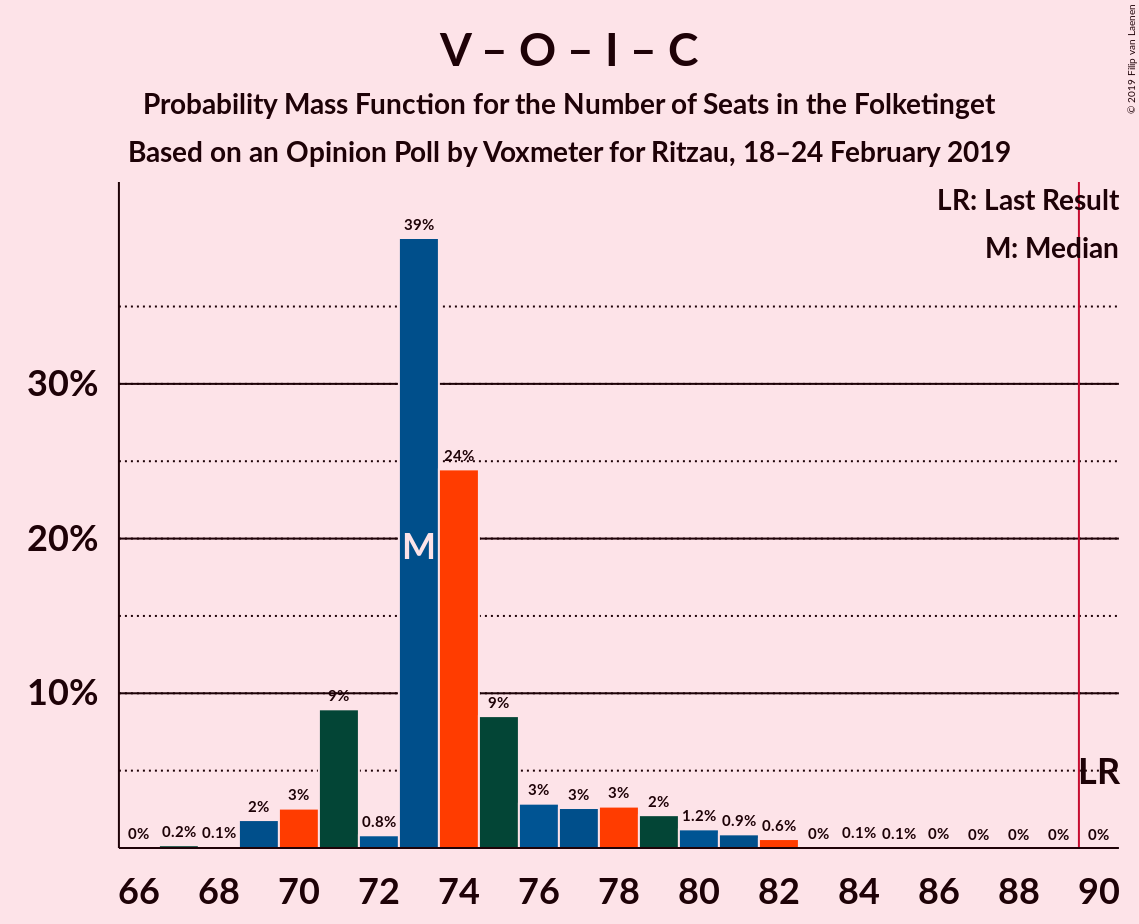 V – O – I – C
Probability Mass Function for the Number of Seats in the Folketinget
Based on an Opinion Poll by Voxmeter for Ritzau, 18–24 February 2019
© 2019 Filip van Laenen
LR: Last Result
M: Median
30%
20%
10%
0% 0.2% 0.1% 2% 3% 9% 0.8% 39% 24% 9% 3% 3% 3% 2% 1.2% 0.9% 0.6% 0% 0.1% 0.1% 0% 0% 0% 0% 0%
M
LR
66 68 70 72 74 76 78 80 82 84 86 88 90